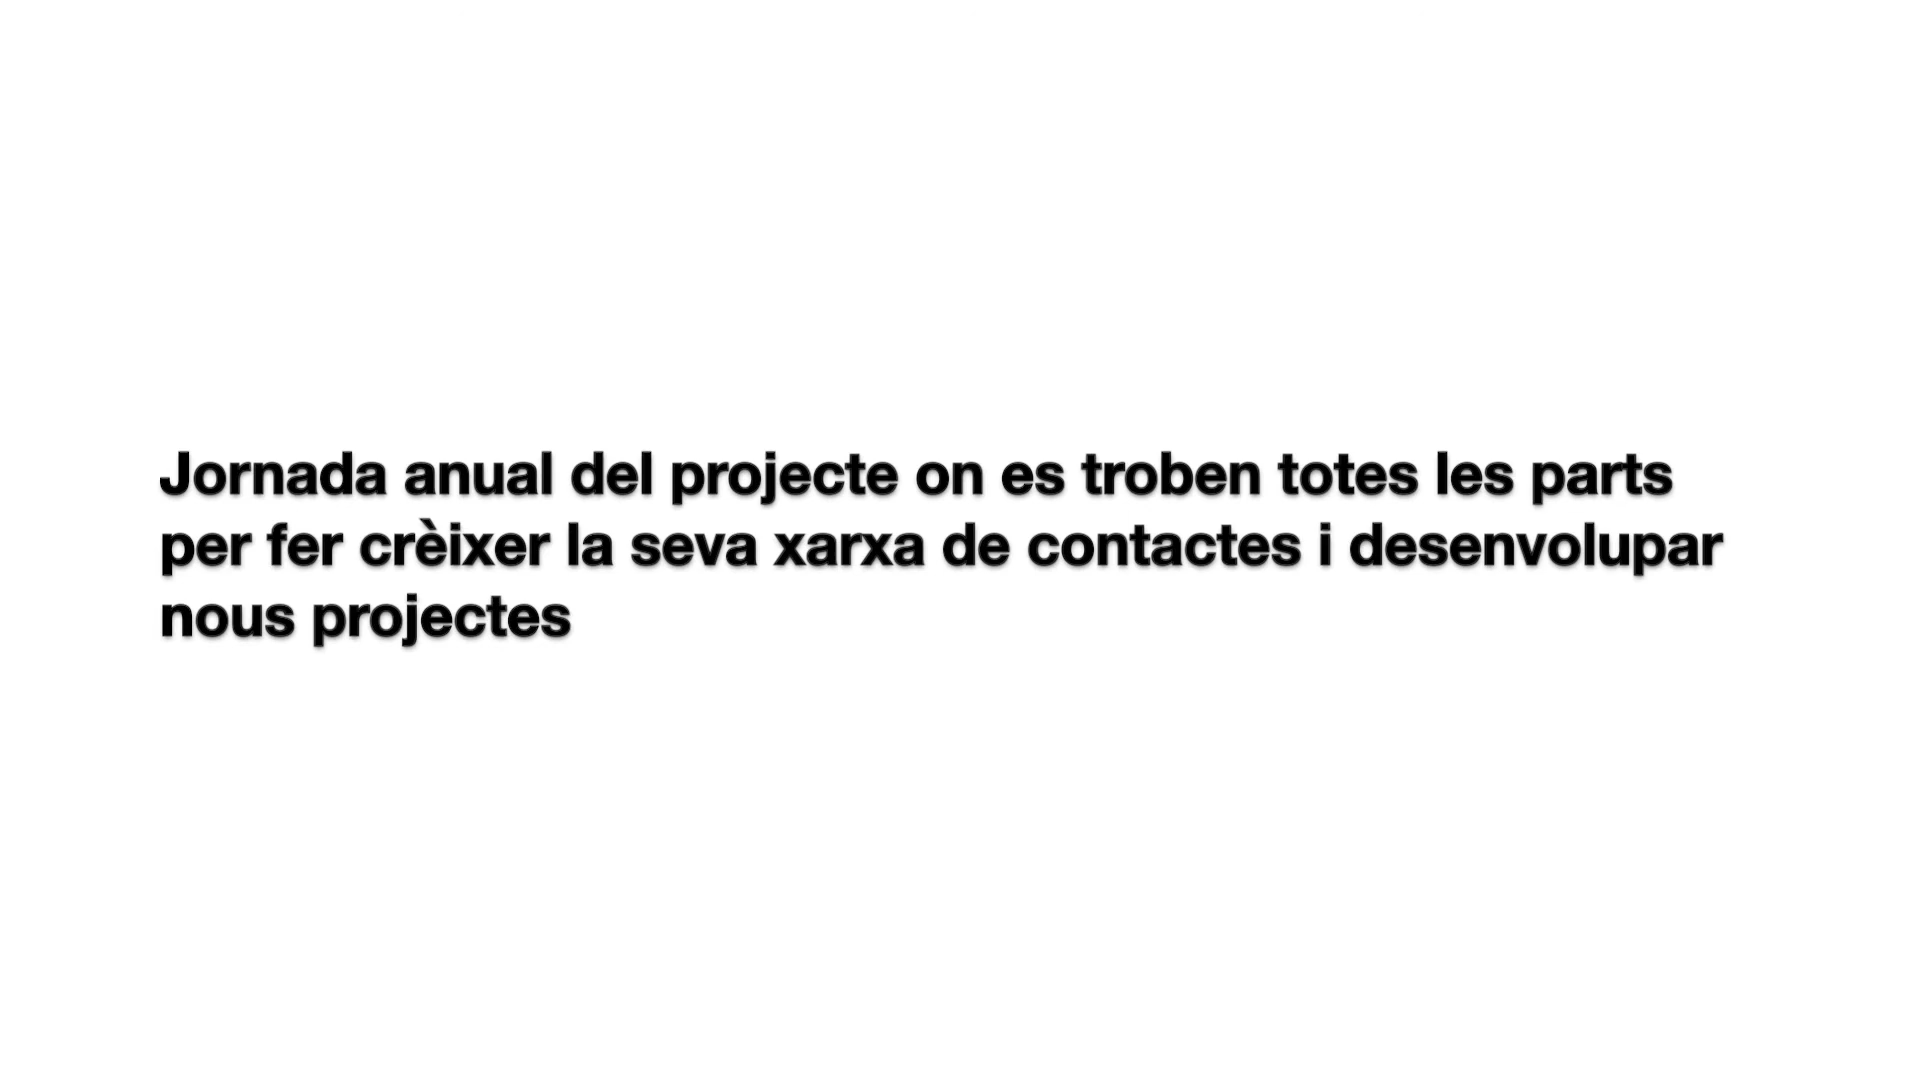 Jornada anual del projecte on es troben totes les parts
per fer crèixer la seva xarxa de contactes i desenvolupar
nous projectes